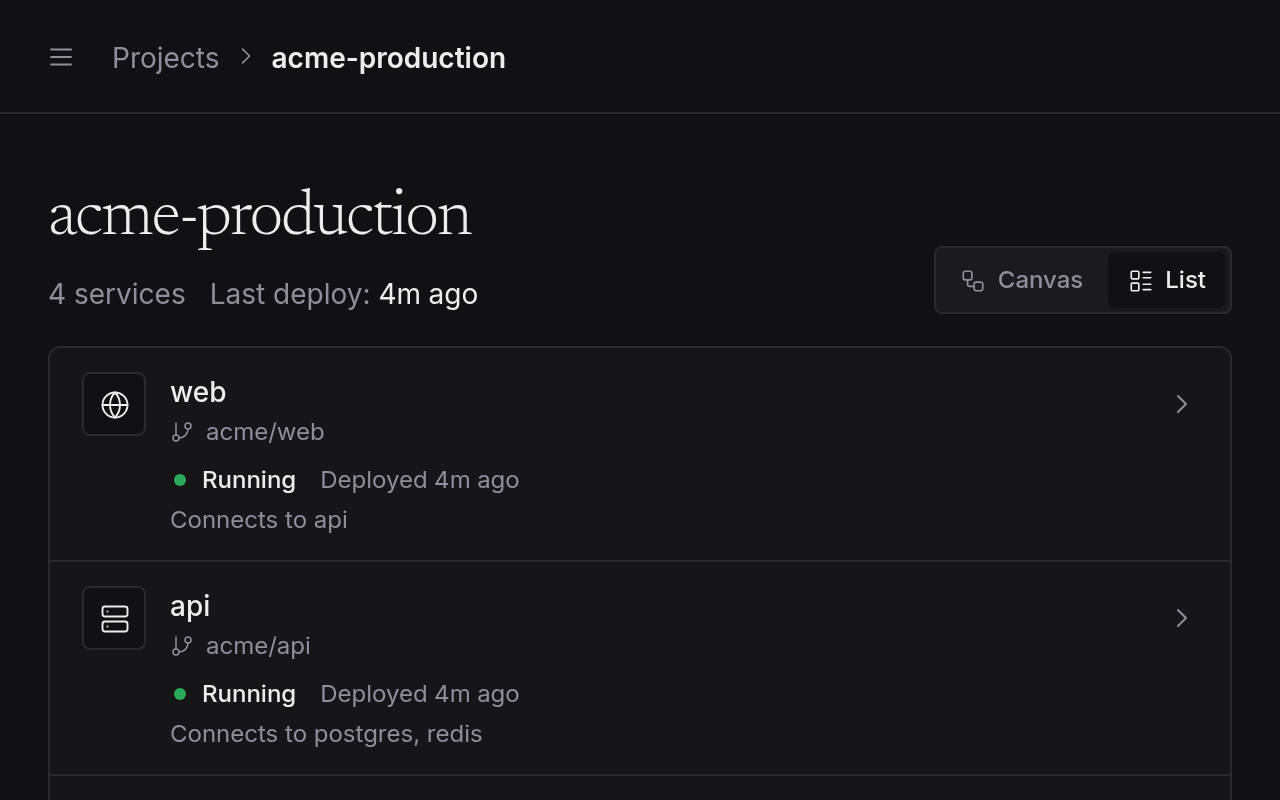 Projects acme-production
acme-production
4 services Last deploy: 4m ago
Canvas List
web
acme/web
Running Deployed 4m ago
Connects to api
api
acme/api
Running Deployed 4m ago
Connects to postgres, redis